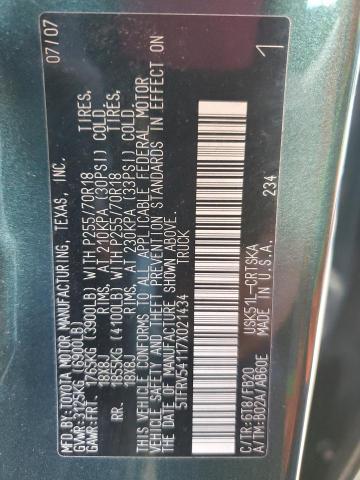 07/07
MFD.BY:TOYOTA MOTOR MANUFACTURING, TEXAS, INC.
GVWR:3125KG (6900LB)
GAWR:FRT. 1765KG (3900LB) WITH P255/70R18 TIRES,
18X8J RIMS, AT 210KPA (30PSI) COLD
RR. 1855KG (4100LB) WITH P255/70R18 TIRES,
18X8J RIMS, AT 230KPA (33PSI) COLD.
THIS VEHICLE CONFORMS TO ALL APPLICABLE FEDERAL MOTOR
VEHICLE SAFETY AND THEFT PREVENTION STANDARDS IN EFFECT ON
THE DATE OF MANUFACTURE SHOWN ABOVE.
5TFRV54117X021434 TRUCK
234
C/TR:6T8/FB20 USK51L-CRTSKA
A/TM:B02A/AB60E MADE IN U.S.A.
1